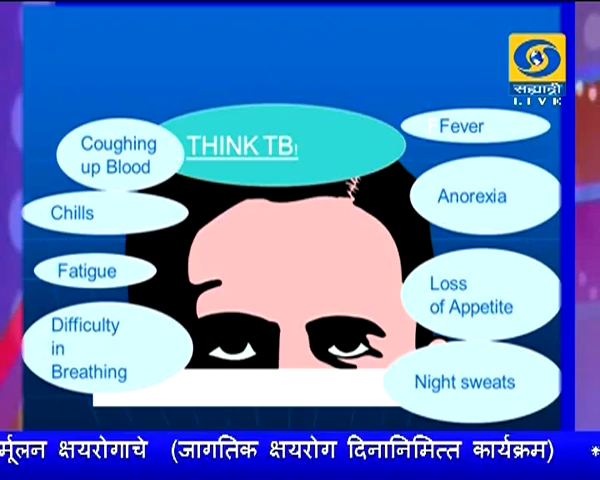 सह्याद्री
LIVE
THINK TB!
Coughing
up Blood
Chills
Fatigue
Difficulty
in
Breathing
Fever
Anorexia
Loss
of Appetite
Night sweats
र्मूलन क्षयरोगाचे (जागतिक क्षयरोग दिनानिमित्त कार्यक्रम) *